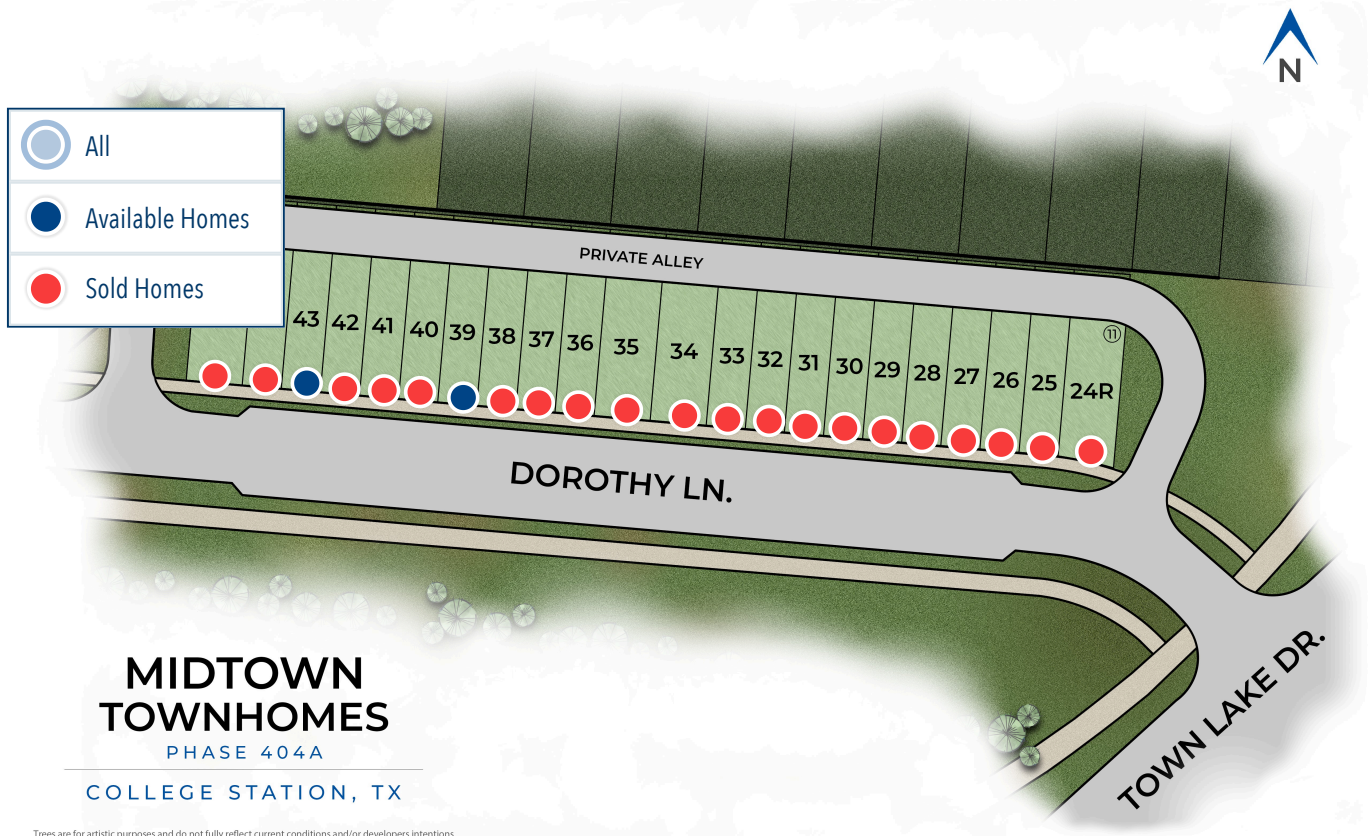 N
All
Available Homes
Sold Homes
PRIVATE ALLEY
43 42 41 40 39 38 37 36 35 34 33 32 31 30 29 28 27 26 25 24R
11
DOROTHY LN.
TOWN LAKE DR.
MIDTOWN
TOWNHOMES
PHASE 404A
COLLEGE STATION, TX
Trees are for artistic purposes and do not fully reflect current conditions and/or developers intentions.